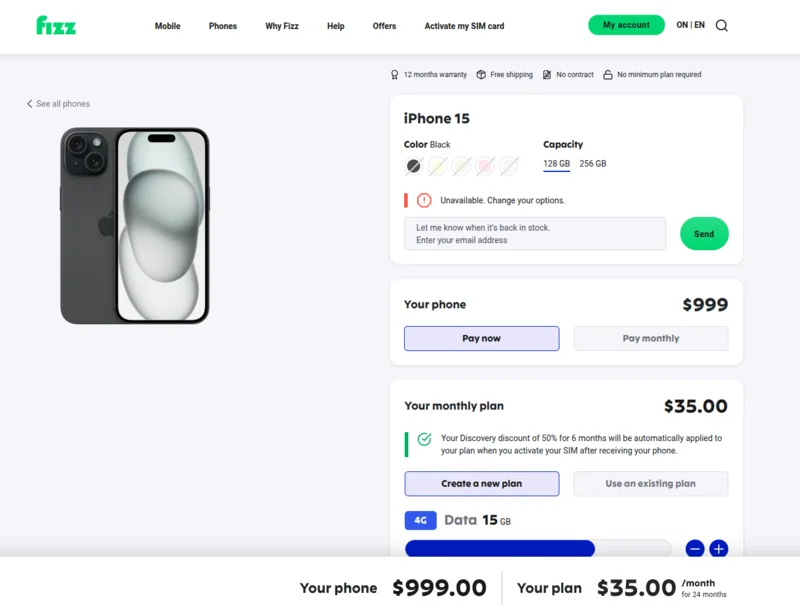 fizz
Mobile
Phones
Why Fizz
Help
Offers
Activate my SIM card
My account
ON | EN
12 months warranty
Free shipping
No contract
No minimum plan required
See all phones
iPhone 15
Color Black
Capacity
128 GB
256 GB
Unavailable. Change your options.
Let me know when it's back in stock.
Enter your email address
Send
Your phone
$999
Pay now
Pay monthly
Your monthly plan
$35.00
Your Discovery discount of 50% for 6 months will be automatically applied to
your plan when you activate your SIM after receiving your phone.
Create a new plan
Use an existing plan
4G Data 15 GB
Your phone $999.00
Your plan $35.00 /month
for 24 months